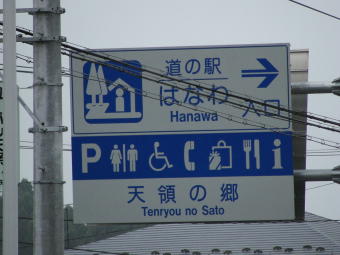 道の駅
はなわ
Hanawa
入口
P i
天領の郷
Tenryou no Sato